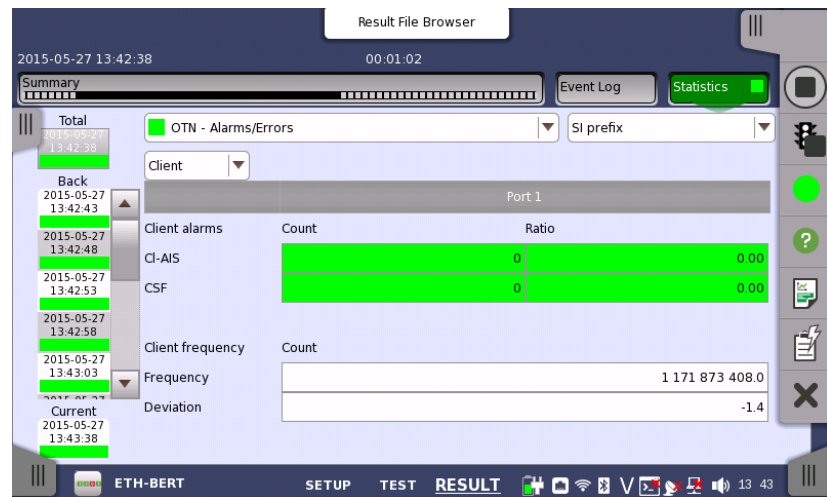 Result File Browser
2015-05-27 13:42:38
00:01:02
Summary
Event Log
Statistics
Total
2015-05-27
13:42:38
OTN - Alarms/Errors
SI prefix
Client
Back
2015-05-27
13:42:43
2015-05-27
13:42:48
2015-05-27
13:42:53
2015-05-27
13:42:58
2015-05-27
13:43:03
Port 1
Client alarms Count Ratio
Cl-AIS 0 0.00
CSF 0 0.00
Client frequency Count
Frequency 1 171 873 408.0
Deviation -1.4
Current
2015-05-27
13:43:38
ETH-BERT
SETUP TEST RESULT
V
13 43